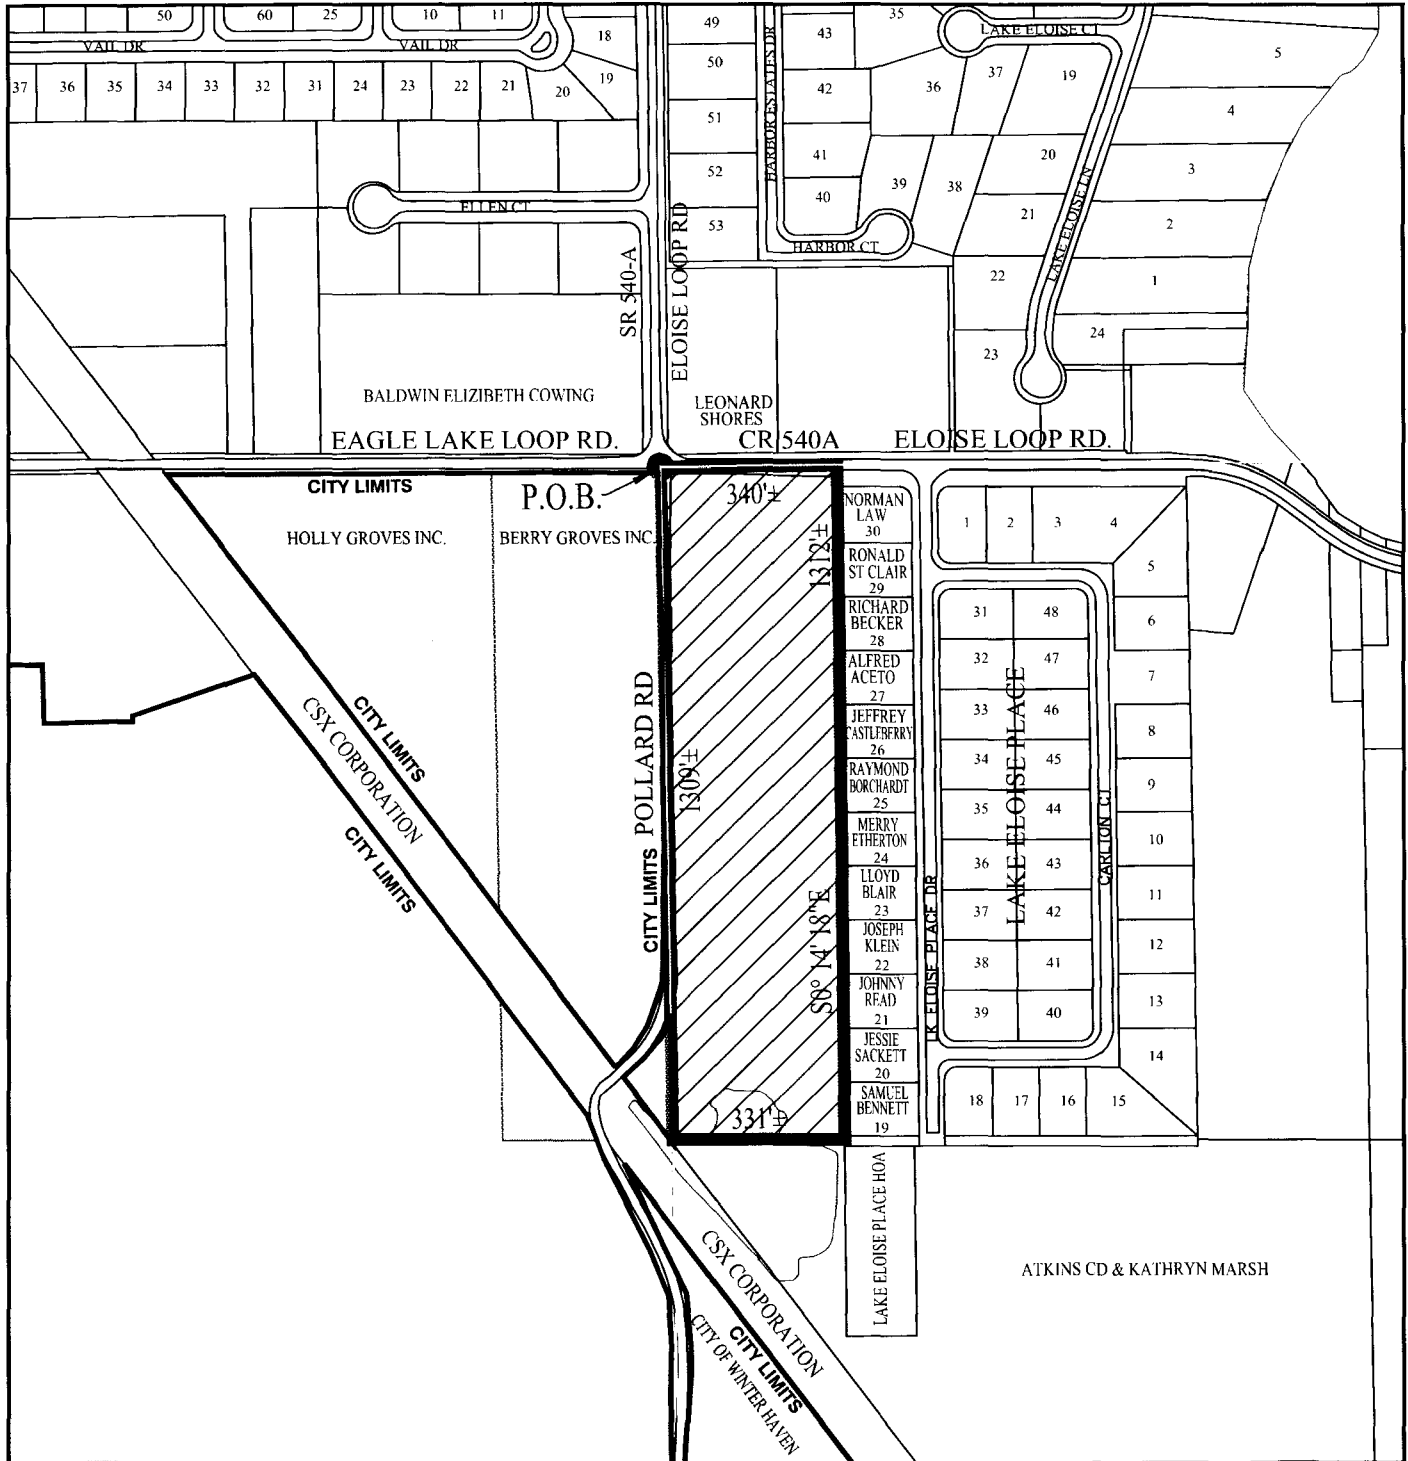 50
60
25
10
11
18
49
43
35
LAKE ELOISE CT
5
VAIL DR
VAIL DR
37
36
35
34
33
32
31
24
23
22
21
20
19
50
42
36
37
19
4
51
HARBOR ESTATES DR
41
20
3
52
40
39
38
ELLEN CT
53
21
2
HARBOR CT
LAKE ELOISE LN
SR 540-A
ELOISE LOOP RD
22
1
24
23
BALDWIN ELIZIBETH COWING
LEONARD
SHORES
EAGLE LAKE LOOP RD.
CR 540A
ELOISE LOOP RD.
CITY LIMITS
P.O.B.
340'±
HOLLY GROVES INC.
BERRY GROVES INC.
1312'±
NORMAN
LAW
30
RONALD
ST CLAIR
29
RICHARD
BECKER
28
ALFRED
ACETO
27
JEFFREY
CASTLEBERRY
26
RAYMOND
BORCHARDT
25
MERRY
ETHERTON
24
LLOYD
BLAIR
23
JOSEPH
KLEIN
22
JOHNNY
READ
21
JESSIE
SACKETT
20
SAMUEL
BENNETT
19
1
2
3
4
5
6
7
8
9
10
11
12
13
14
15
16
17
18
31
48
32
47
33
46
34
45
35
44
36
43
37
42
38
41
39
40
LAKE ELOISE PLACE
CARLTON CT
LK ELOISE PLACE DR
POLLARD RD
1309'±
CITY LIMITS
S0° 14' 18"E
331'±
CITY LIMITS
CSX CORPORATION
CITY LIMITS
LAKE ELOISE PLACE HOA
ATKINS CD & KATHRYN MARSH
CSX CORPORATION
CITY LIMITS
CITY OF WINTER HAVEN